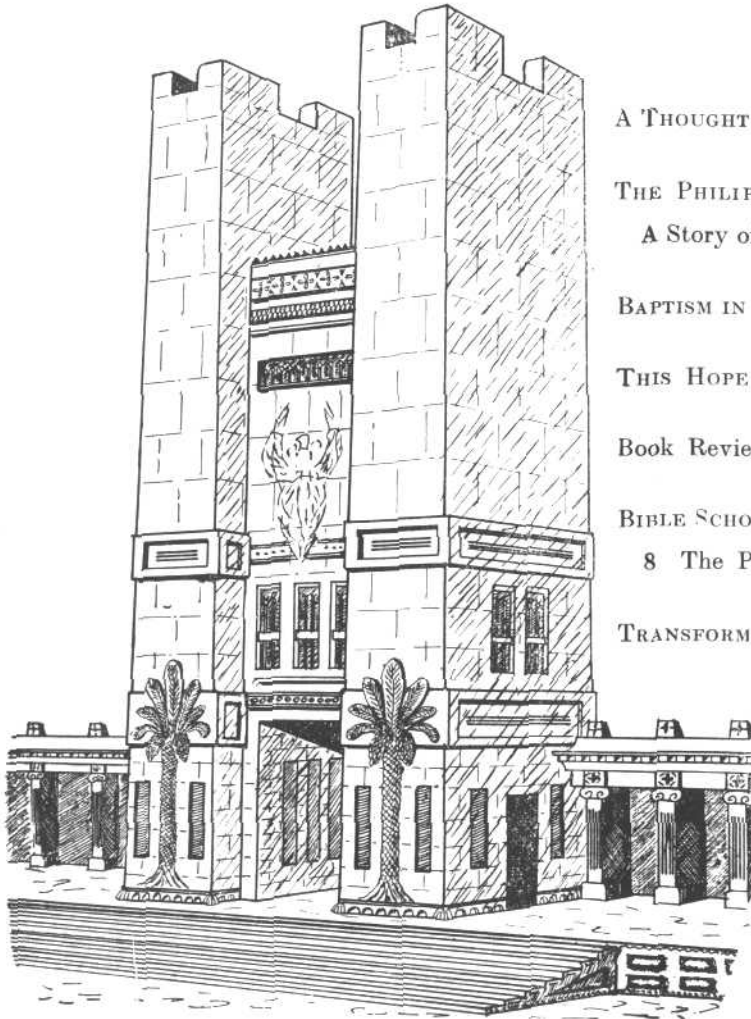 A THOUGHT
THE PHILIP
A Story o
BAPTISM IN
THIS HOPE
Book Revie
BIBLE SCHO
8 The P
TRANSFORM